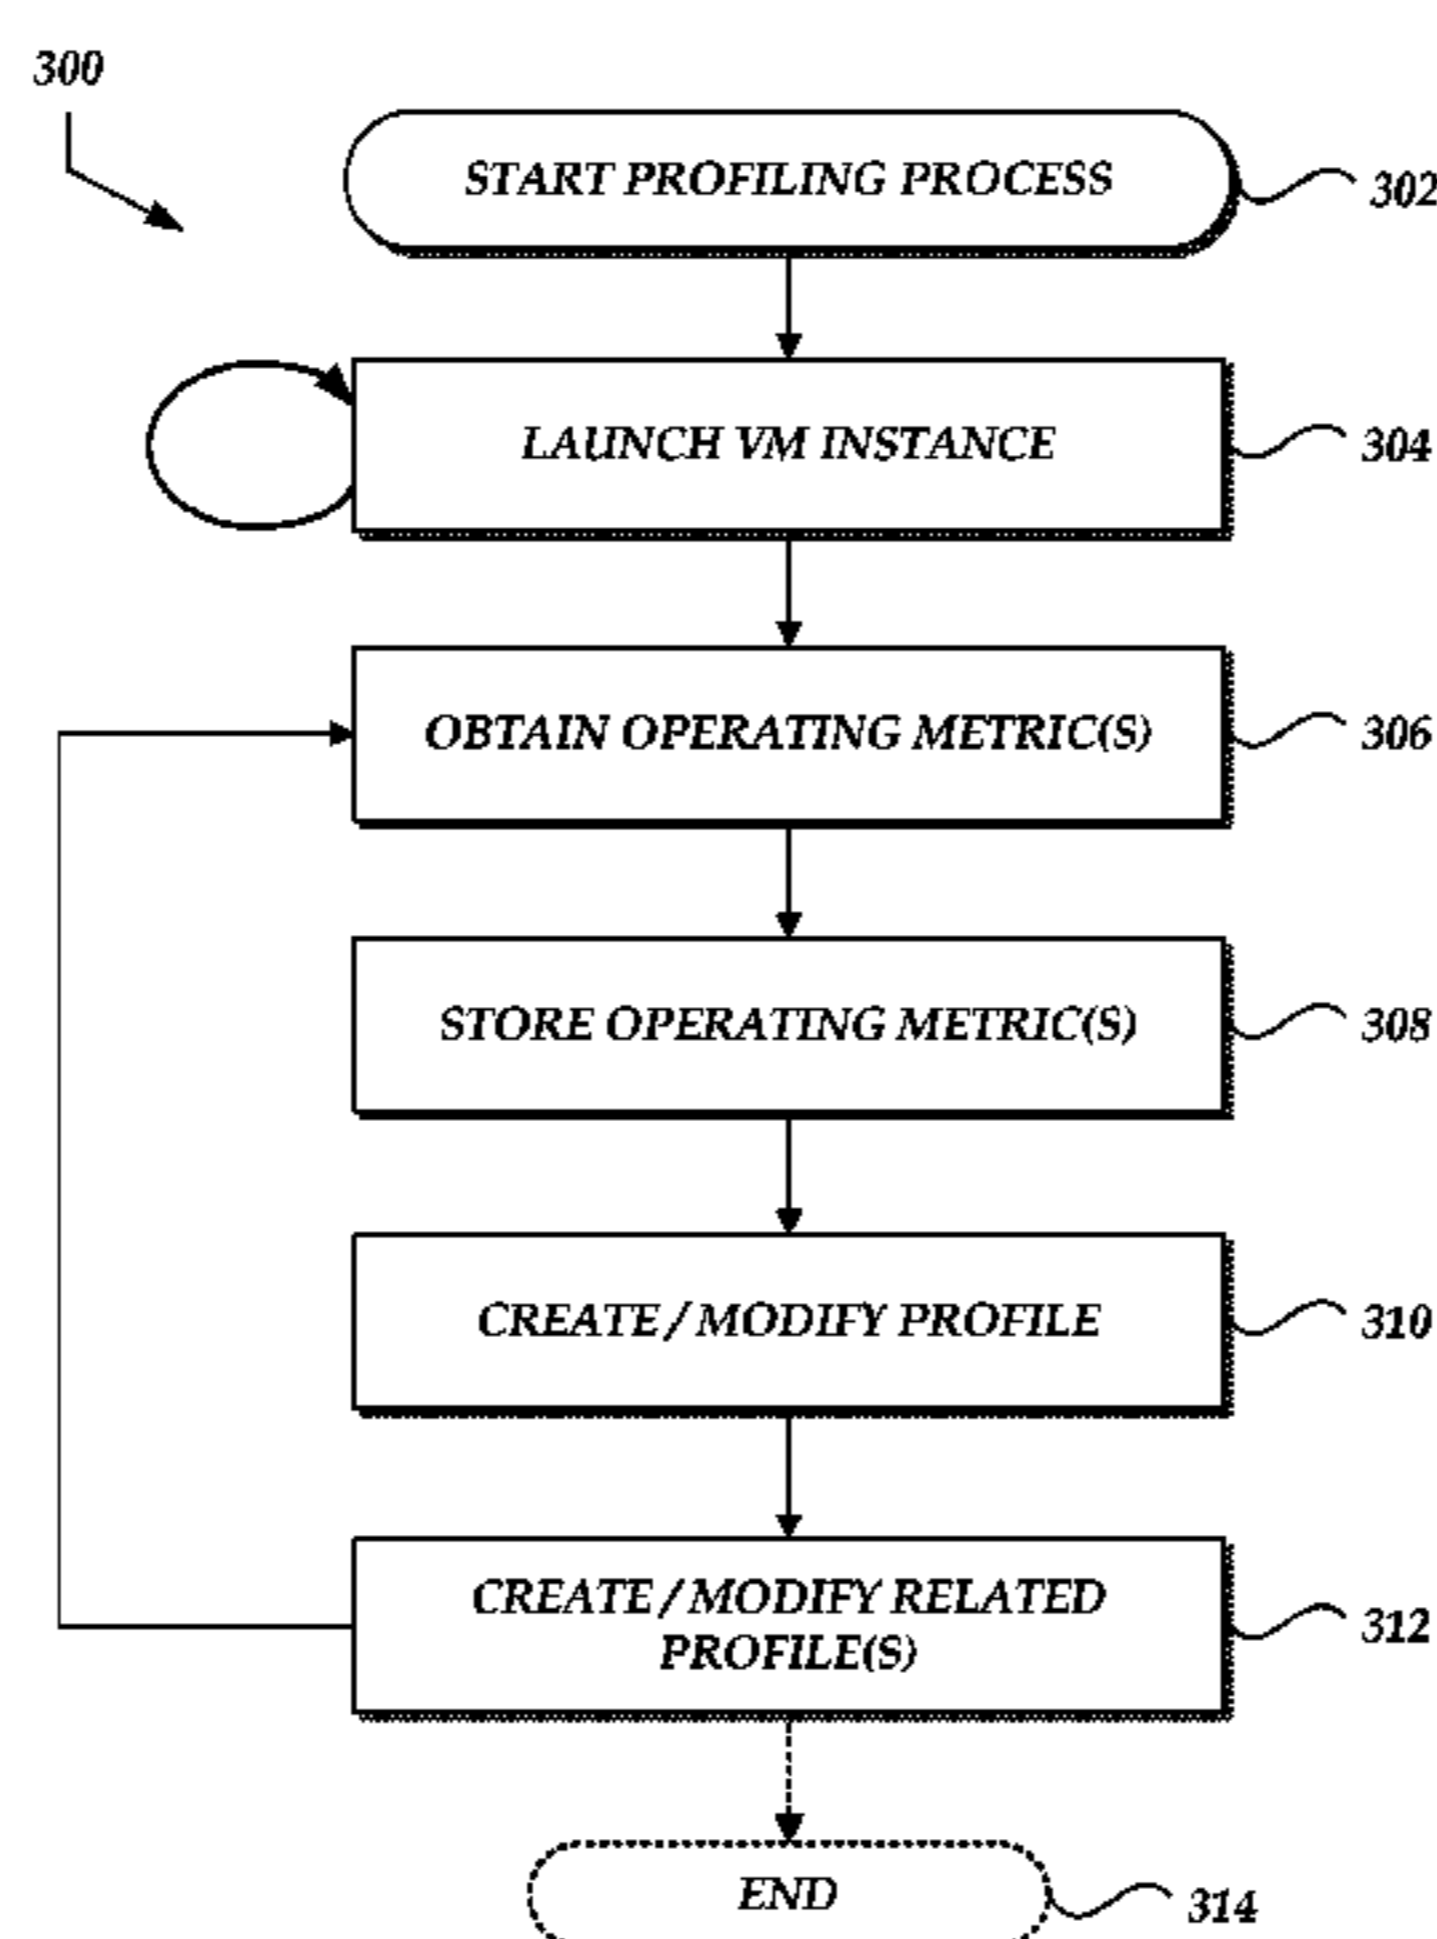 300
START PROFILING PROCESS
302
LAUNCH VM INSTANCE
304
OBTAIN OPERATING METRIC(S)
306
STORE OPERATING METRIC(S)
308
CREATE / MODIFY PROFILE
310
CREATE / MODIFY RELATED
PROFILE(S)
312
END
314